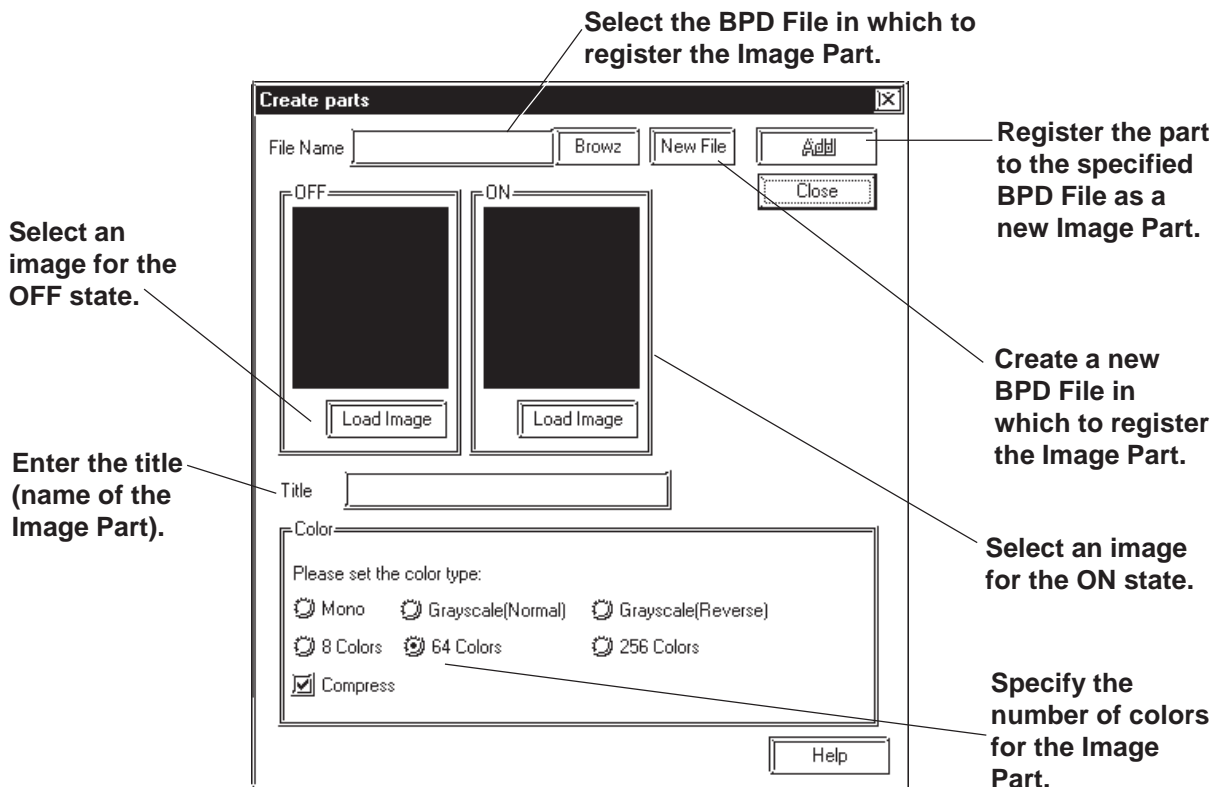 Select the BPD File in which to
register the Image Part.
Create parts
File Name
Browz
New File
Add
Close
Register the part
to the specified
BPD File as a
new Image Part.
OFF
ON
Select an
image for the
OFF state.
Load Image
Load Image
Create a new
BPD File in
which to register
the Image Part.
Enter the title
(name of the
Image Part).
Title
Select an image
for the ON state.
Color
Please set the color type:
Mono
Grayscale(Normal)
Grayscale(Reverse)
8 Colors
64 Colors
256 Colors
Compress
Specify the
number of colors
for the Image
Part.
Help